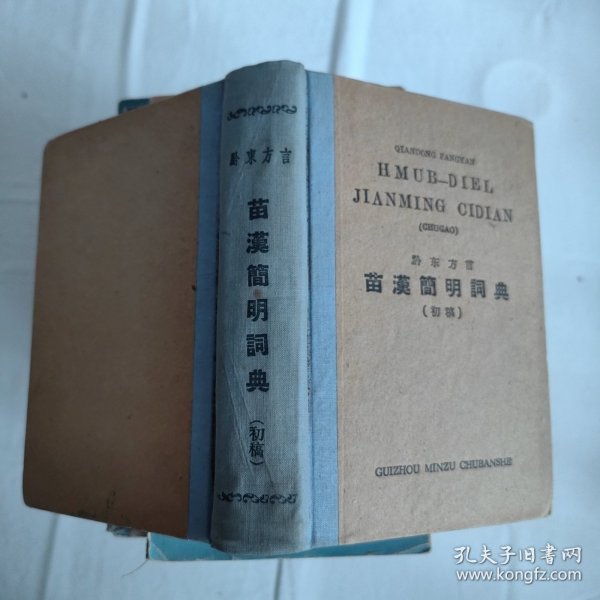 黔東方言
苗漢簡明詞典
(初稿)
QIANDONG FANGYAN
HMUB—DIEL
JIANMING CIDIAN
(CHUGAO)
黔东方言
苗漢簡明詞典
(初稿)
GUIZHOU MINZU CHUBANSHE
孔夫子旧书网
www.kongfz.com